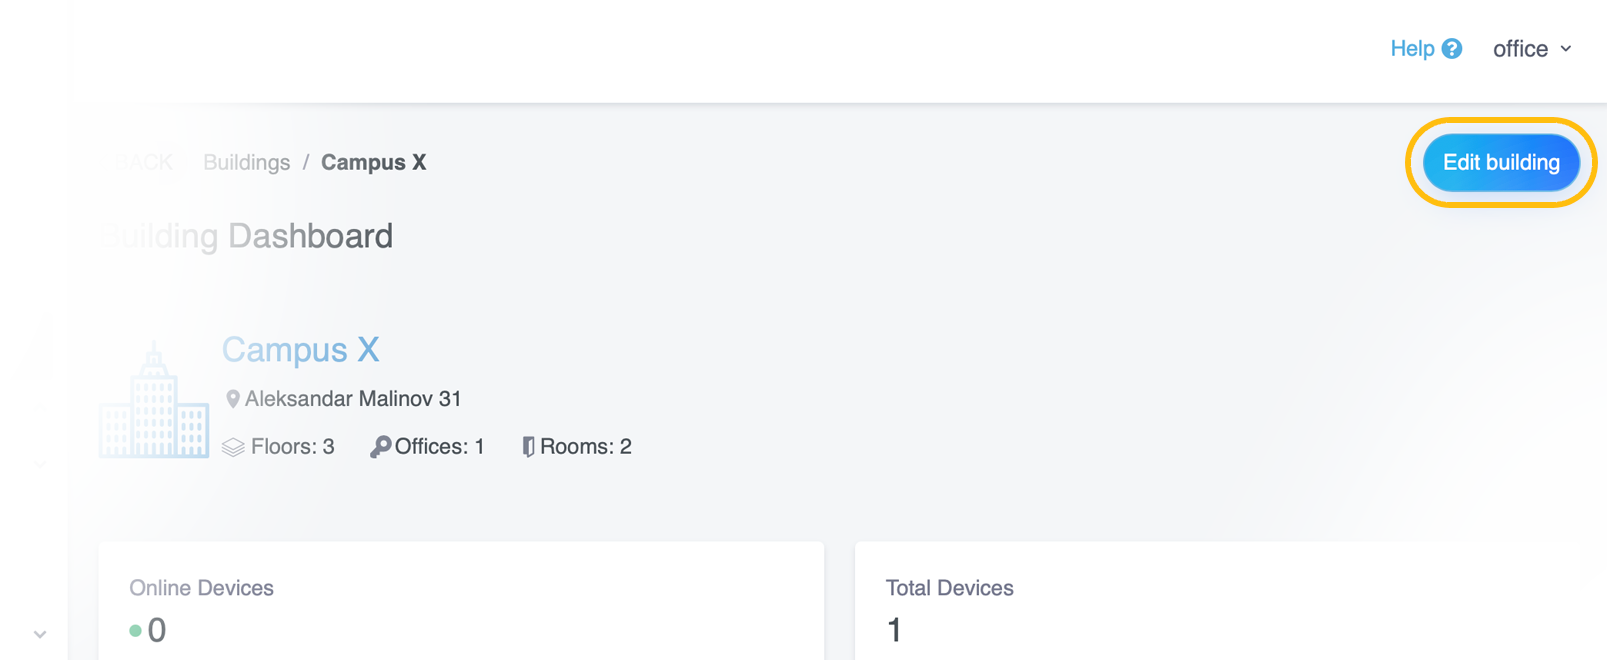 Help ? office
BACK Buildings / Campus X
Edit building
Building Dashboard
Campus X
Aleksandar Malinov 31
Floors: 3 Offices: 1 Rooms: 2
Online Devices
0
Total Devices
1